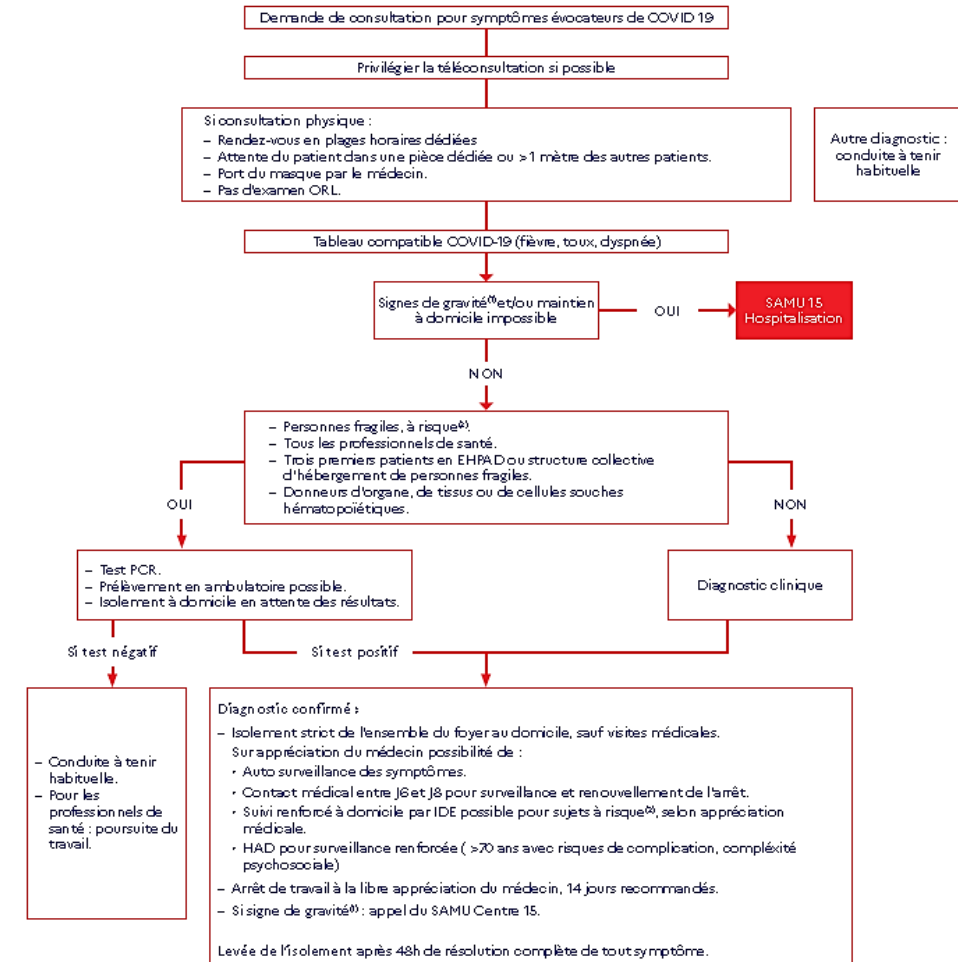 Demande de consultation pour symptômes évocateurs de COVID 19
Privilégier la téléconsultation si possible
Si consultation physique :
– Rendez-vous en plages horaires dédiées
– Attente du patient dans une pièce dédiée ou >1 mètre des autres patients.
– Port du masque par le médecin.
– Pas d'examen ORL.
Autre diagnostic :
conduite à tenir
habituelle
Tableau compatible COVID-19 (fièvre, toux, dyspnée)
Signes de gravité⁽¹⁾ et/ou maintien
à domicile impossible
OUI
SAMU 15
Hospitalisation
NON
– Personnes fragiles, à risque⁽²⁾.
– Tous les professionnels de santé.
– Trois premiers patients en EHPAD ou structure collective
d'hébergement de personnes fragiles.
– Donneurs d'organe, de tissus ou de cellules souches
hématopoïétiques.
OUI
NON
– Test PCR.
– Prélèvement en ambulatoire possible.
– Isolement à domicile en attente des résultats.
Diagnostic clinique
Si test négatif
Si test positif
– Conduite à tenir
habituelle.
– Pour les
professionnels de
santé : poursuite du
travail.
Diagnostic confirmé :
– Isolement strict de l'ensemble du foyer au domicile, sauf visites médicales.
Sur appréciation du médecin possibilité de :
• Auto surveillance des symptômes.
• Contact médical entre J6 et J8 pour surveillance et renouvellement de l'arrêt.
• Suivi renforcé à domicile par IDE possible pour sujets à risque⁽²⁾, selon appréciation
médicale.
• HAD pour surveillance renforcée ( >70 ans avec risques de complication, compléxité
psychosociale)
– Arrêt de travail à la libre appréciation du médecin, 14 jours recommandés.
– Si signe de gravité⁽¹⁾ : appel du SAMU Centre 15.
Levée de l'isolement après 48h de résolution complète de tout symptôme.